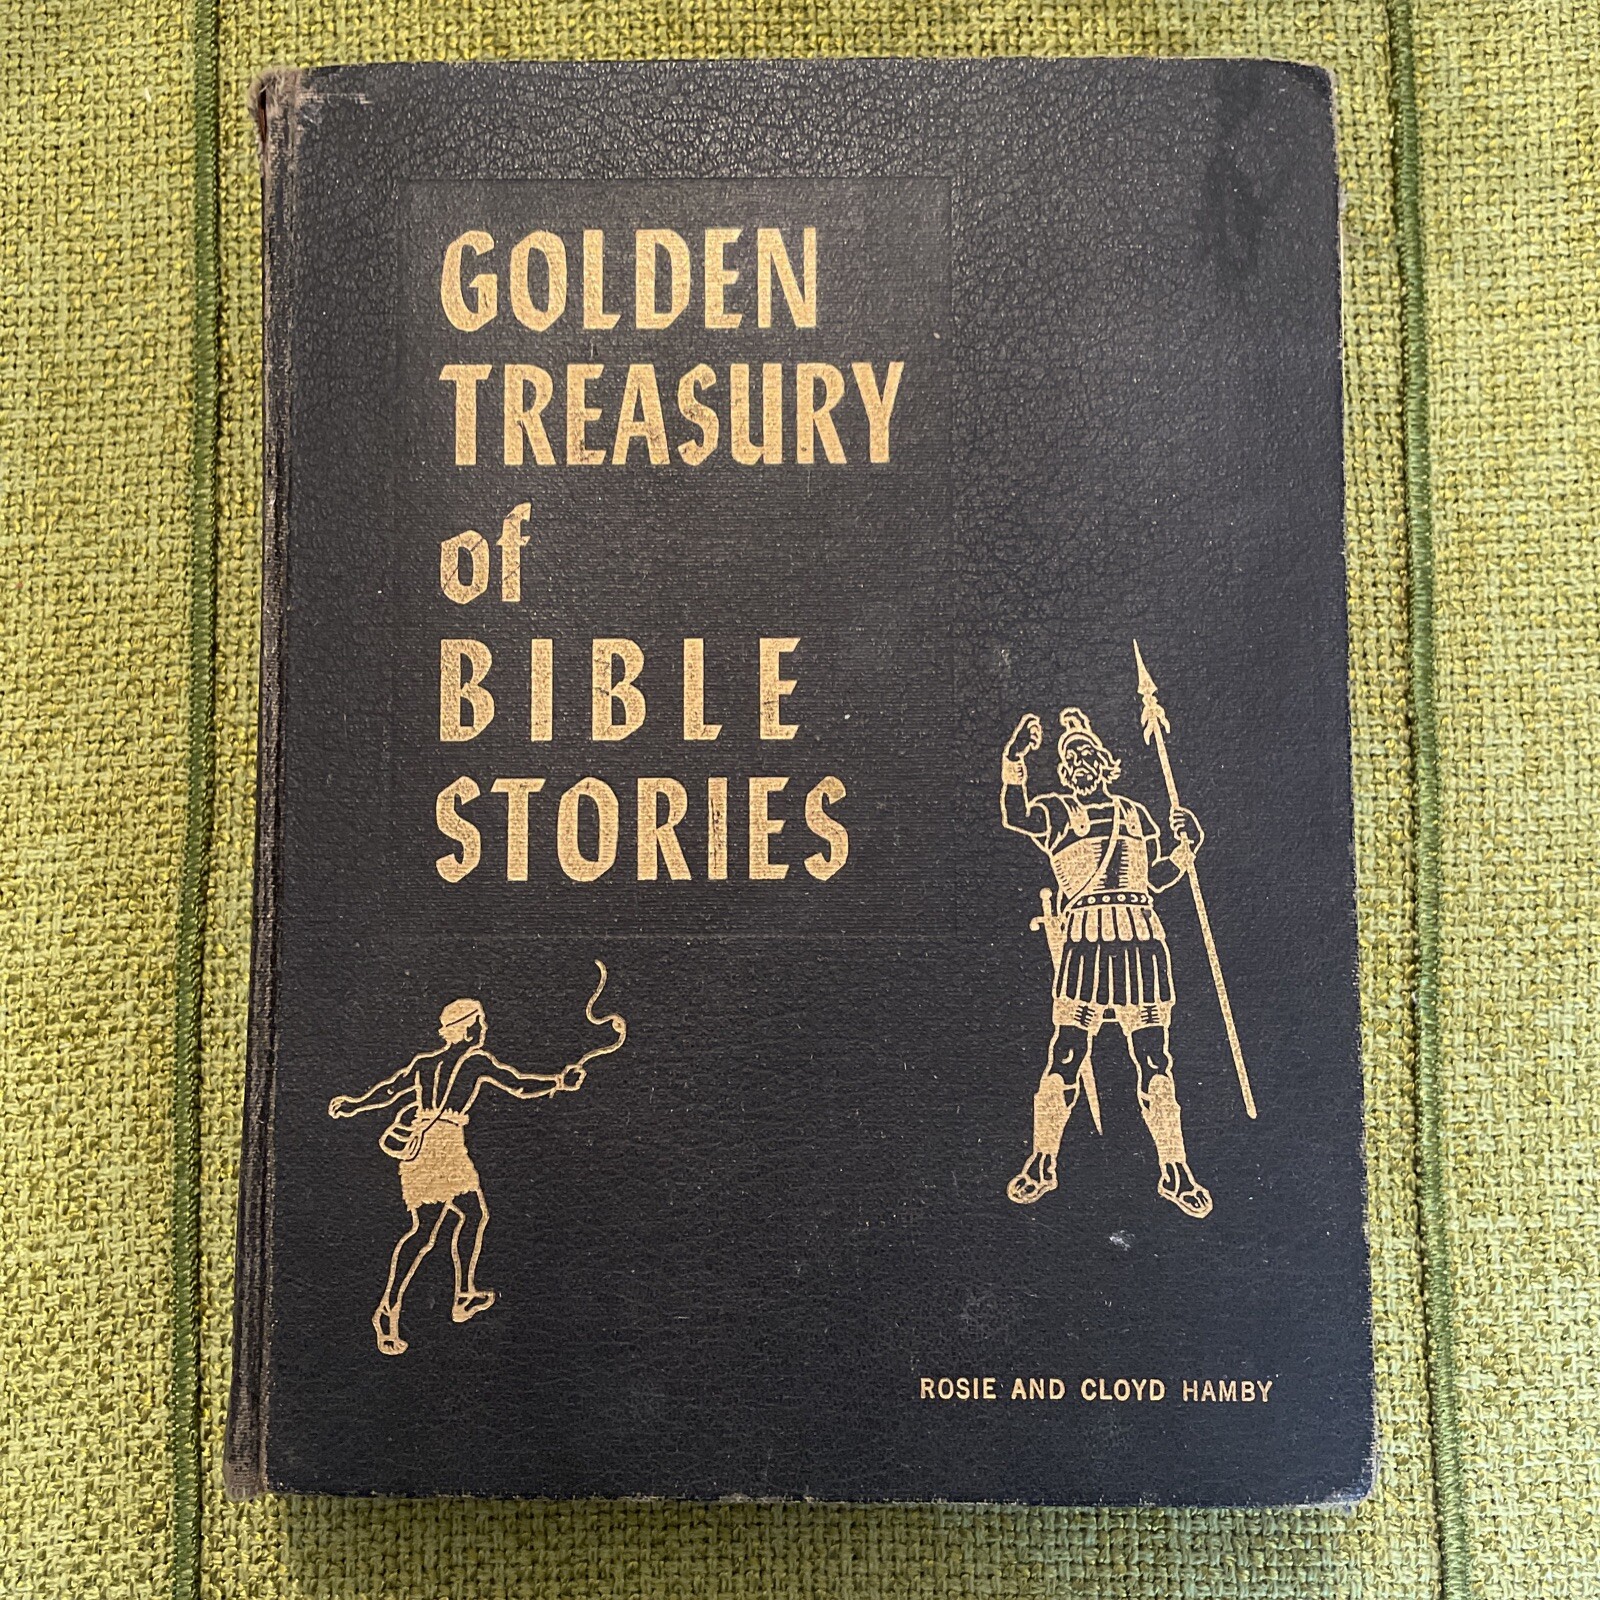 GOLDEN
TREASURY
of
BIBLE
STORIES
ROSIE AND CLOYD HAMBY